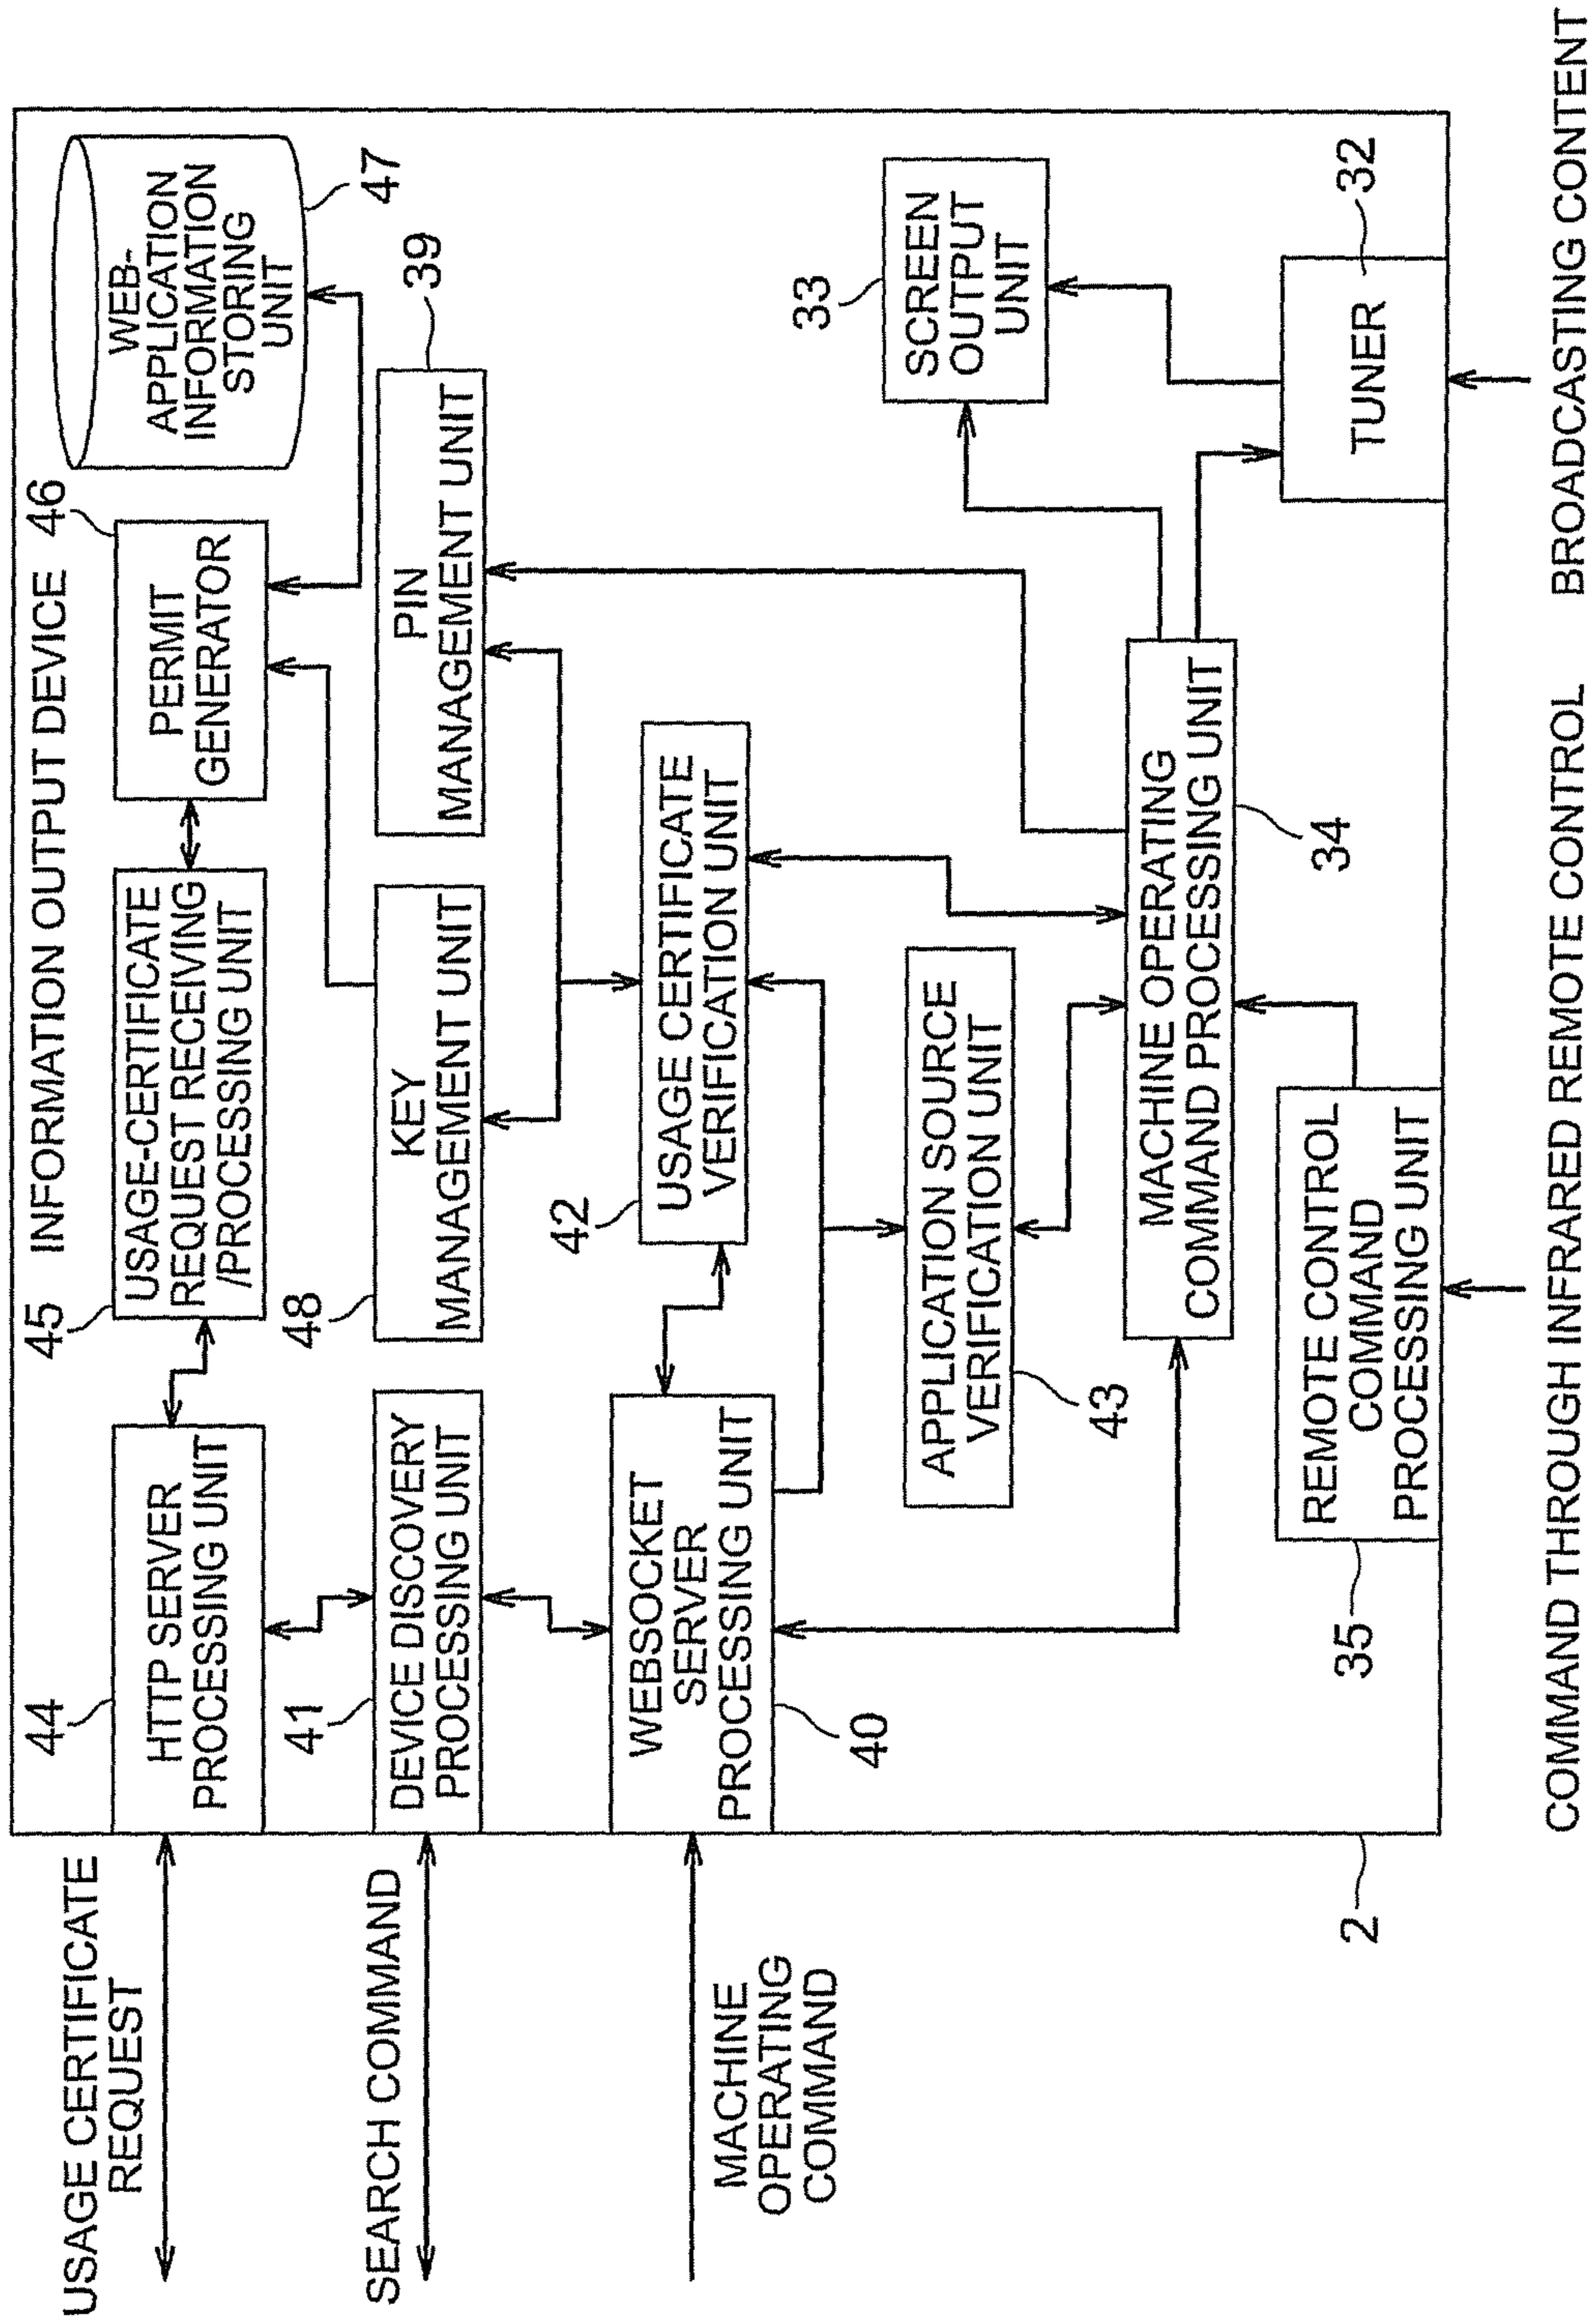 USAGE CERTIFICATE
REQUEST
SEARCH COMMAND
MACHINE
OPERATING
COMMAND
2
INFORMATION OUTPUT DEVICE
44
HTTP SERVER
PROCESSING UNIT
45
USAGE-CERTIFICATE
REQUEST RECEIVING
/PROCESSING UNIT
46
PERMIT
GENERATOR
WEB-
APPLICATION
INFORMATION
STORING
UNIT
47
41
DEVICE DISCOVERY
PROCESSING UNIT
48
KEY
MANAGEMENT UNIT
PIN
MANAGEMENT UNIT
39
WEBSOCKET
SERVER
PROCESSING UNIT
40
42
USAGE CERTIFICATE
VERIFICATION UNIT
APPLICATION SOURCE
VERIFICATION UNIT
43
33
SCREEN
OUTPUT
UNIT
MACHINE OPERATING
COMMAND PROCESSING UNIT
34
35
REMOTE CONTROL
COMMAND
PROCESSING UNIT
TUNER
32
COMMAND THROUGH INFRARED REMOTE CONTROL
BROADCASTING CONTENT